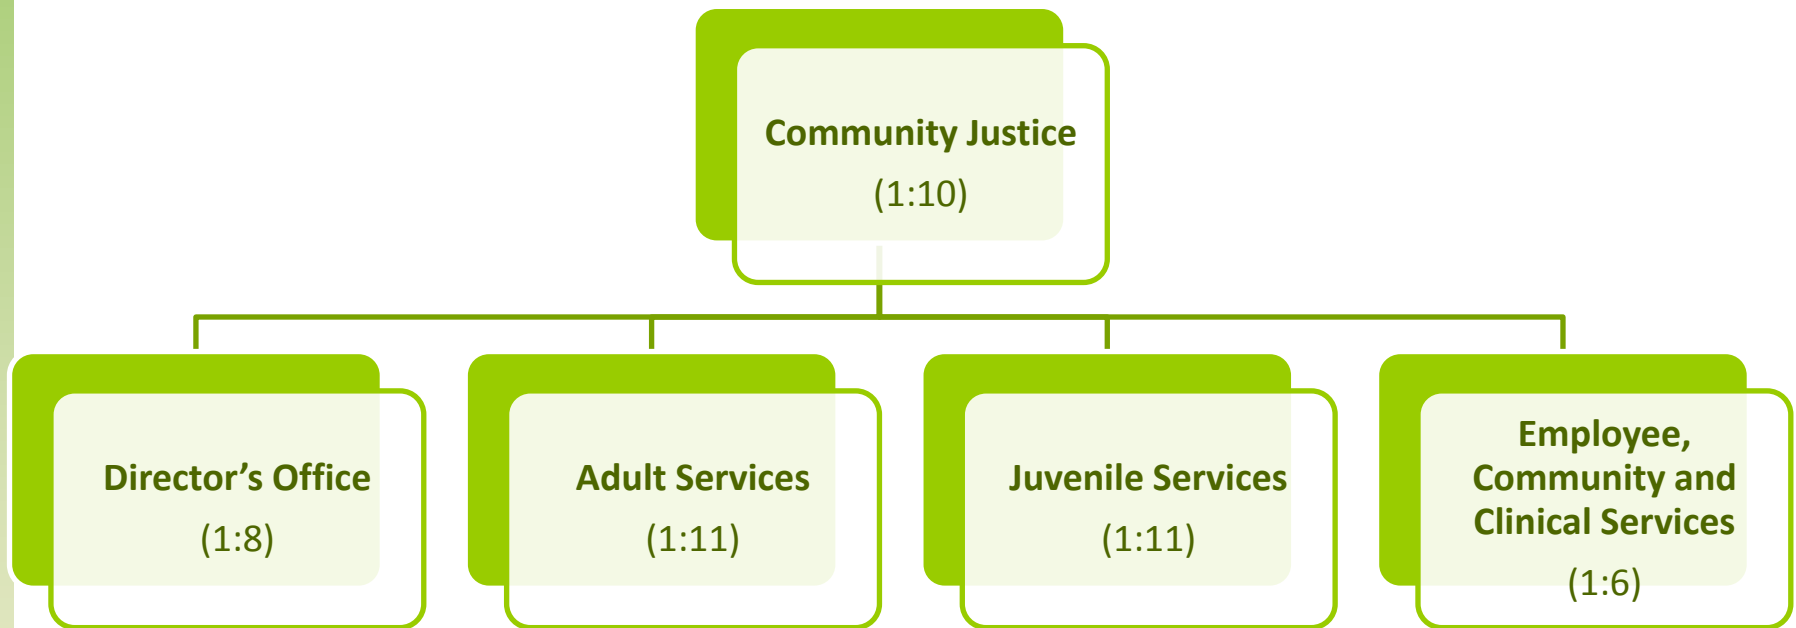 Community Justice
(1:10)
Director’s Office
(1:8)
Adult Services
(1:11)
Juvenile Services
(1:11)
Employee,
Community and
Clinical Services
(1:6)